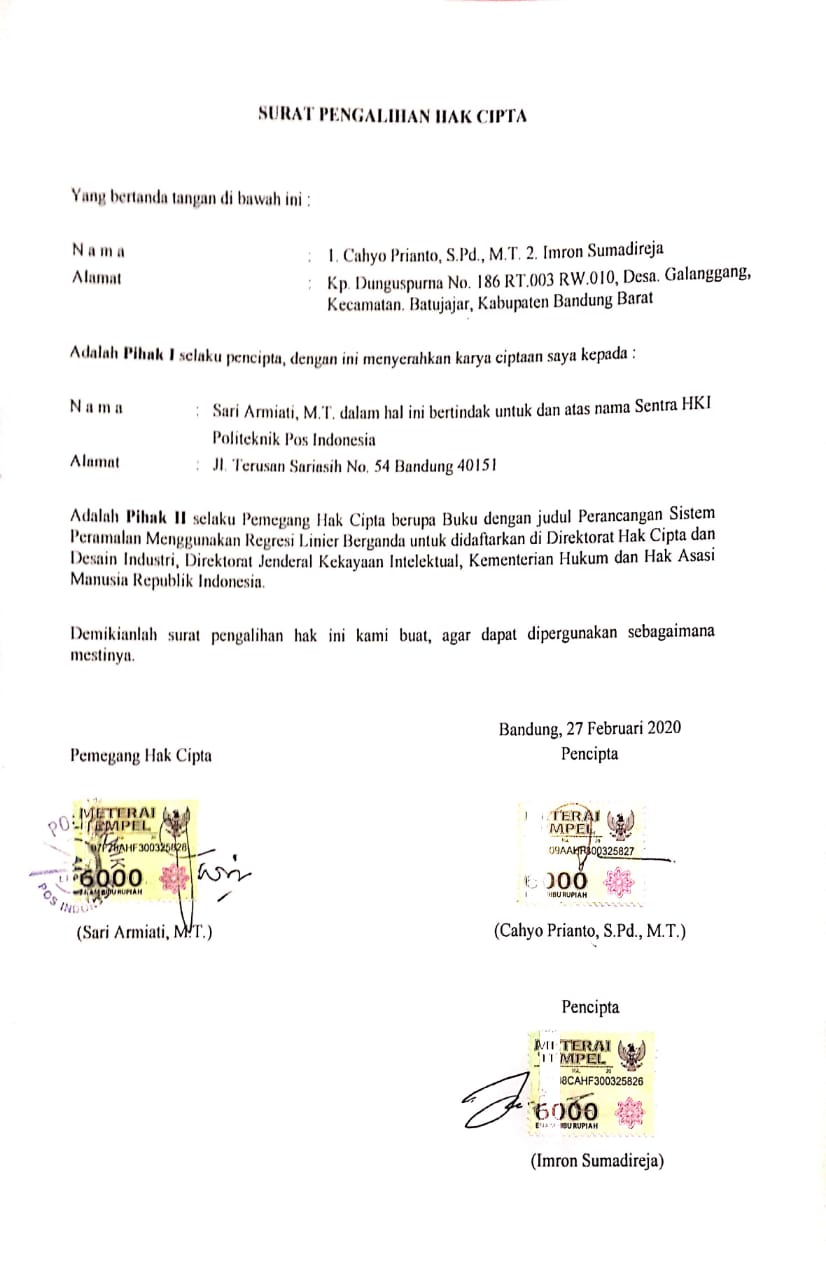 SURAT PENGALIHAN HAK CIPTA
Yang bertanda tangan di bawah ini :
N a m a : 1. Cahyo Prianto, S.Pd., M.T. 2. Imron Sumadireja
Alamat : Kp. Dunguspurna No. 186 RT.003 RW.010, Desa. Galanggang,
Kecamatan. Batujajar, Kabupaten Bandung Barat
Adalah Pihak I selaku pencipta, dengan ini menyerahkan karya ciptaan saya kepada :
N a m a : Sari Armiati, M.T. dalam hal ini bertindak untuk dan atas nama Sentra HKI
Politeknik Pos Indonesia
Alamat : Jl. Terusan Sariasih No. 54 Bandung 40151
Adalah Pihak II selaku Pemegang Hak Cipta berupa Buku dengan judul Perancangan Sistem
Peramalan Menggunakan Regresi Linier Berganda untuk didaftarkan di Direktorat Hak Cipta dan
Desain Industri, Direktorat Jenderal Kekayaan Intelektual, Kementerian Hukum dan Hak Asasi
Manusia Republik Indonesia.
Demikianlah surat pengalihan hak ini kami buat, agar dapat dipergunakan sebagaimana
mestinya.
Bandung, 27 Februari 2020
Pemegang Hak Cipta
Pencipta
METERAI
TEMPEL
6000
(Sari Armiati, M.T.)
TERAI
MPEL
09AAHF300325827
000
RIBU RUPIAH
(Cahyo Prianto, S.Pd., M.T.)
Pencipta
TERAI
MPEL
8CAHF300325826
6000
IBU RUPIAH
(Imron Sumadireja)